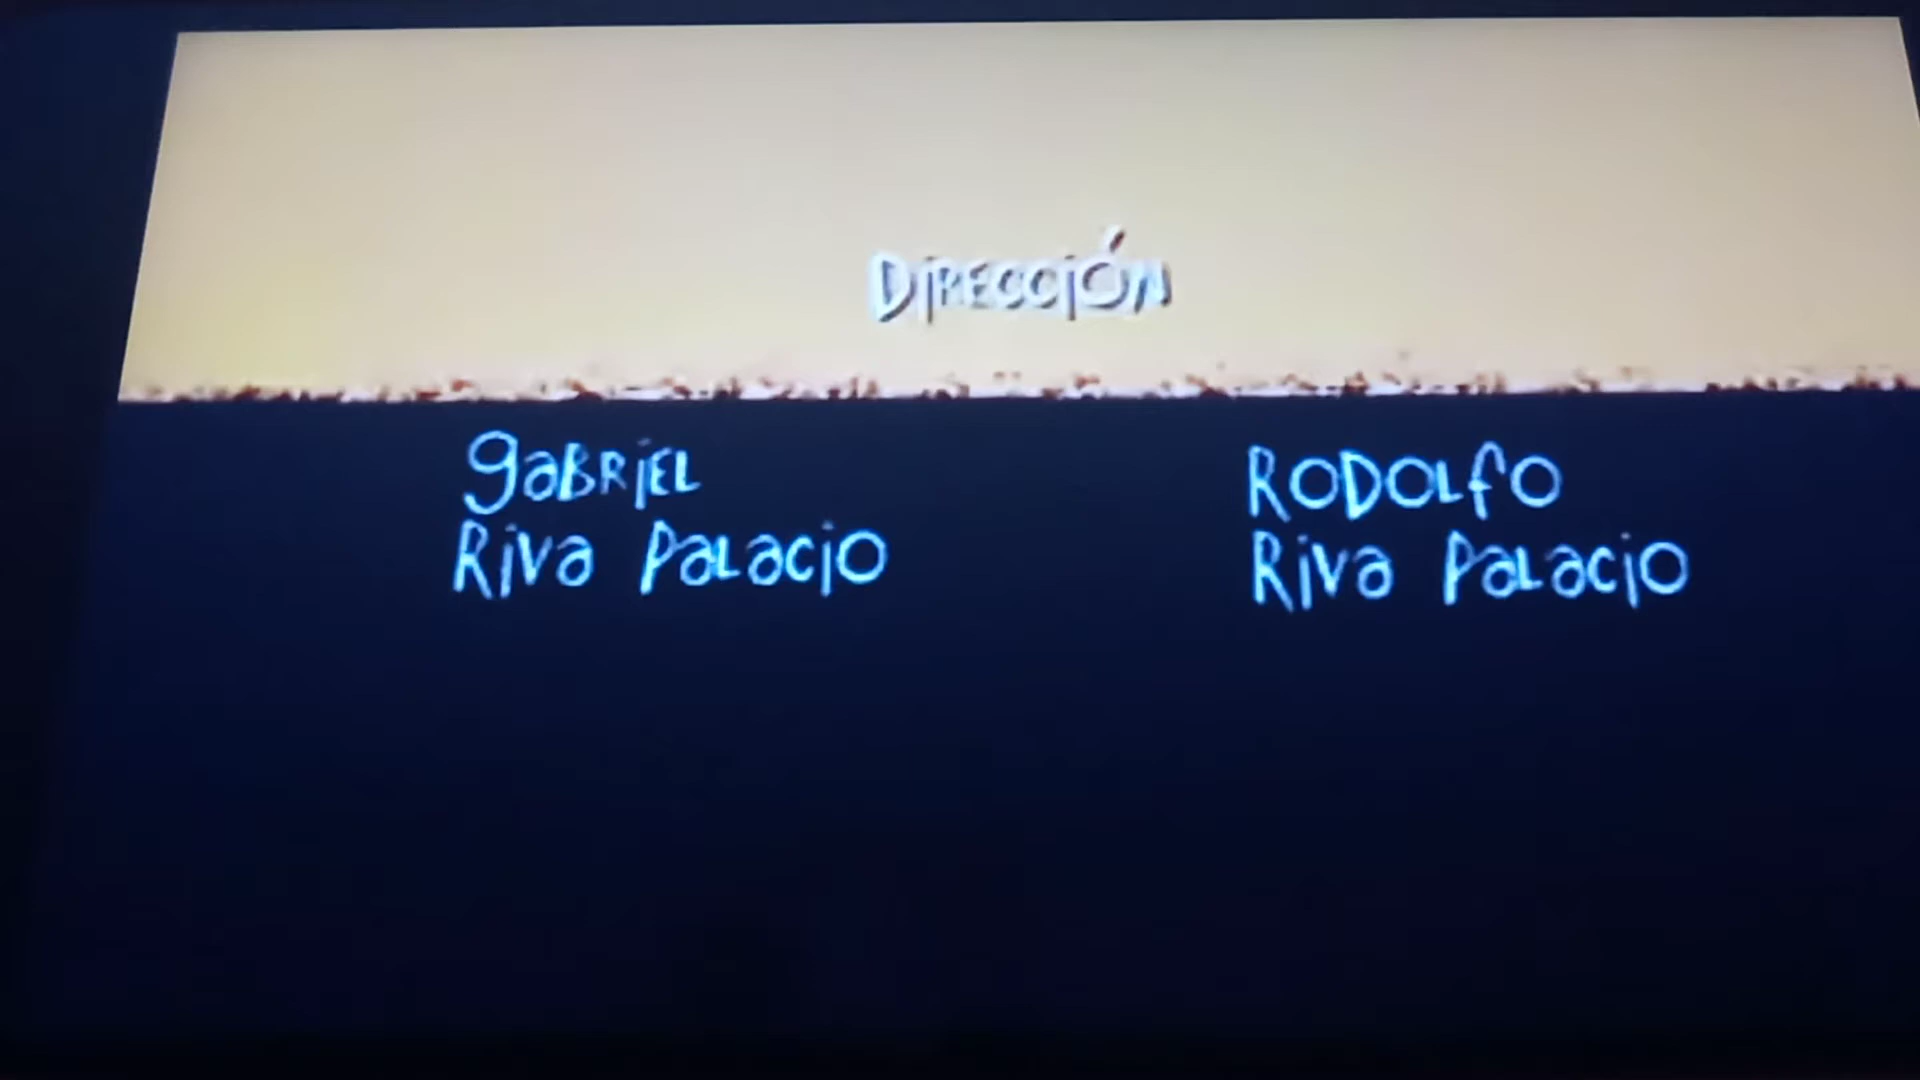 Dirección
Gabriel
Riva Palacio
Rodolfo
Riva Palacio